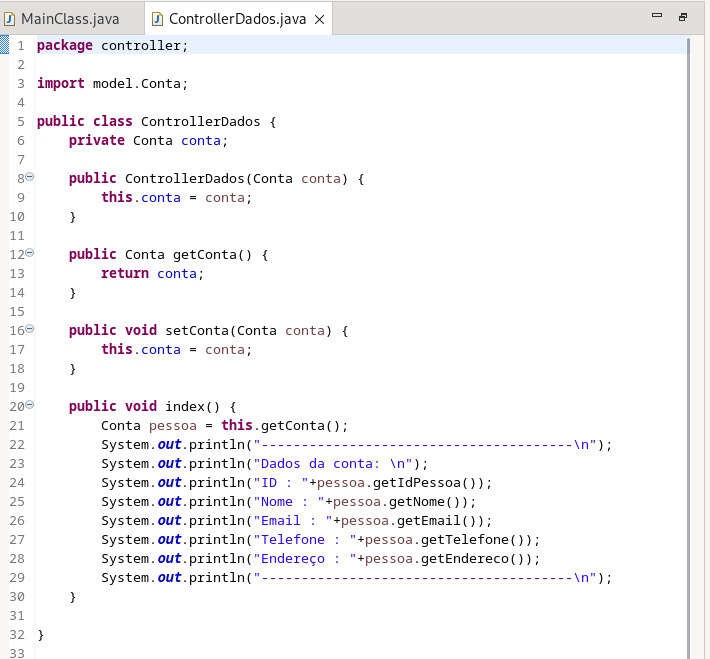 MainClass.java ControllerDados.java
1 package controller;
2
3 import model.Conta;
4
5 public class ControllerDados {
6     private Conta conta;
7
8     public ControllerDados(Conta conta) {
9         this.conta = conta;
10     }
11
12     public Conta getConta() {
13         return conta;
14     }
15
16     public void setConta(Conta conta) {
17         this.conta = conta;
18     }
19
20     public void index() {
21         Conta pessoa = this.getConta();
22         System.out.println("---------------------------------------\n");
23         System.out.println("Dados da conta: \n");
24         System.out.println("ID : "+pessoa.getIdPessoa());
25         System.out.println("Nome : "+pessoa.getNome());
26         System.out.println("Email : "+pessoa.getEmail());
27         System.out.println("Telefone : "+pessoa.getTelefone());
28         System.out.println("Endereço : "+pessoa.getEndereco());
29         System.out.println("---------------------------------------\n");
30     }
31
32 }
33